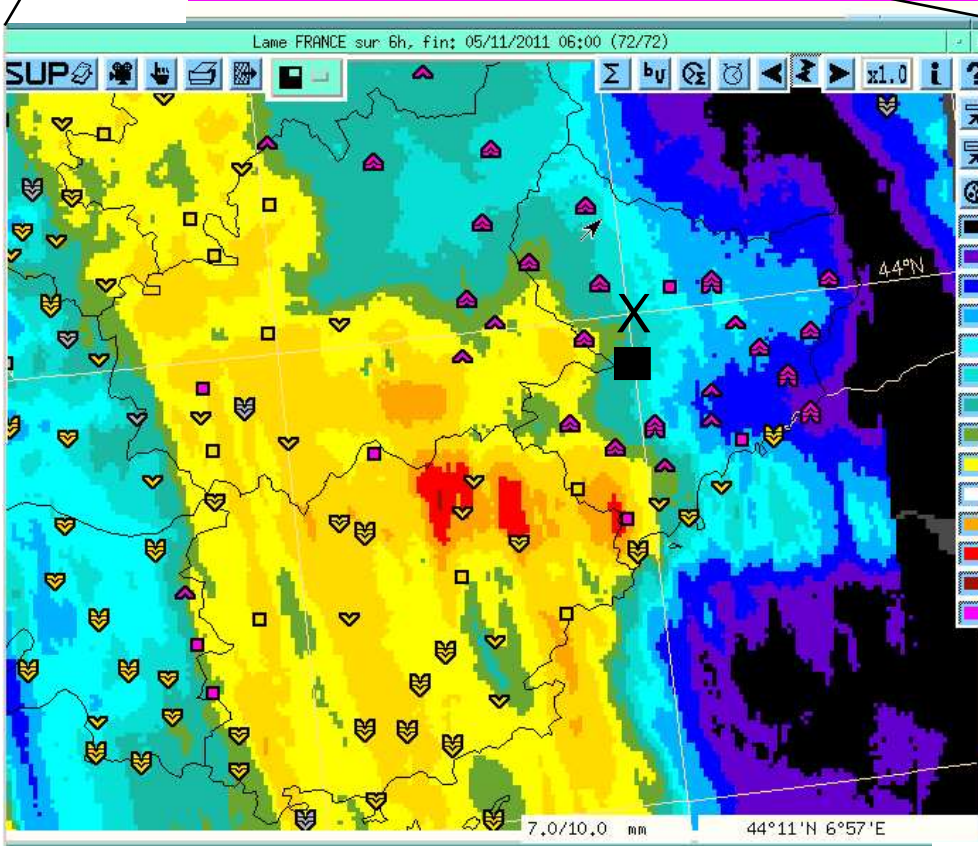 Lame FRANCE sur 6h, fin: 05/11/2011 06:00 (72/72)
SUP Σ bU Σ x1.0 i ?
44°N
X
7.0/10.0 mm 44°11'N 6°57'E